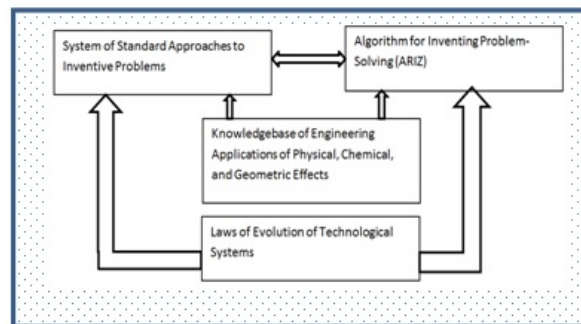 System of Standard Approaches to
Inventive Problems
Algorithm for Inventing Problem-
Solving (ARIZ)
Knowledgebase of Engineering
Applications of Physical, Chemical,
and Geometric Effects
Laws of Evolution of Technological
Systems